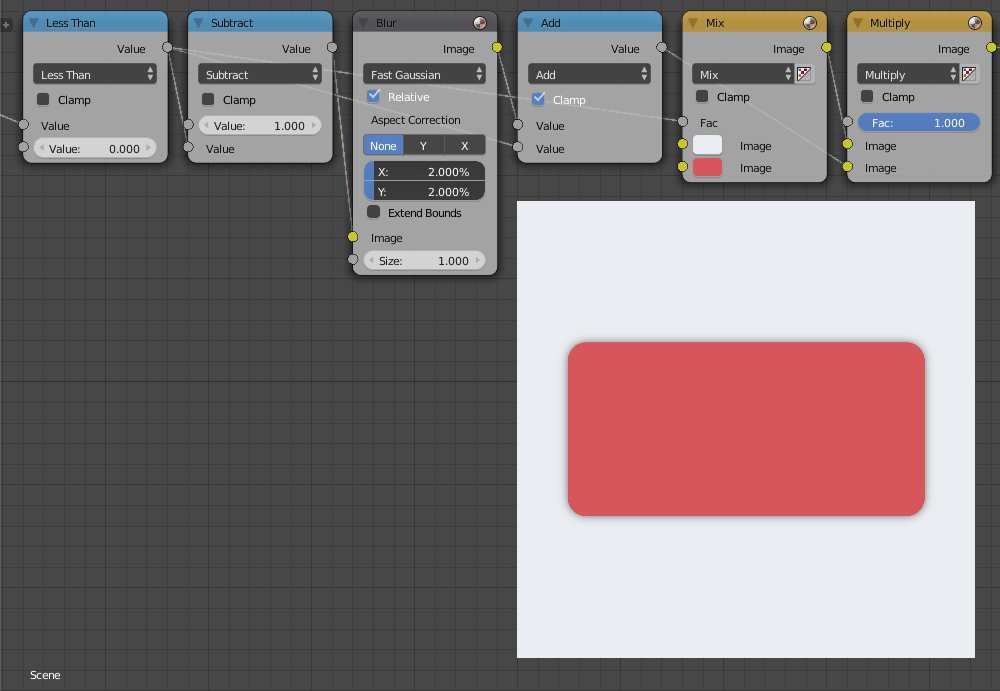 Less Than
Value
Less Than
Clamp
Value
Value: 0.000
Subtract
Value
Subtract
Clamp
Value: 1.000
Value
Blur
Image
Fast Gaussian
Relative
Aspect Correction
None Y X
X: 2.000%
Y: 2.000%
Extend Bounds
Image
Size: 1.000
Add
Value
Add
Clamp
Value
Value
Mix
Image
Mix
Clamp
Fac
Image
Image
Multiply
Image
Multiply
Clamp
Fac: 1.000
Image
Image
Scene